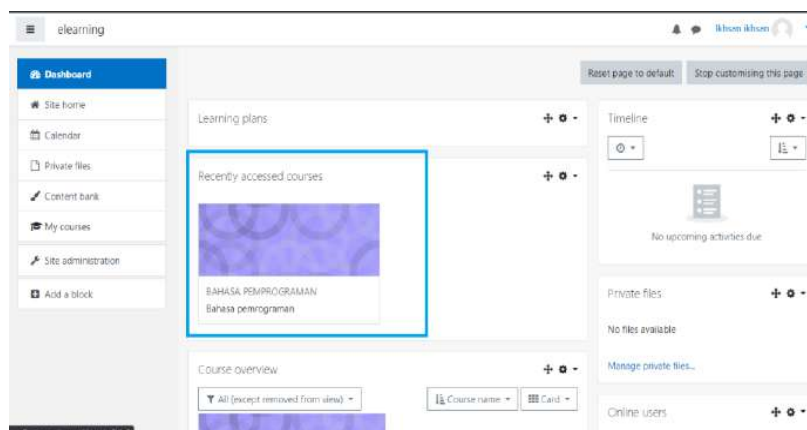 elearning
Ikhsan ikhsan
Dashboard
Site home
Calendar
Private files
Content bank
My courses
Site administration
Add a block
Reset page to default
Stop customising this page
Learning plans
Recently accessed courses
BAHASA PEMPROGRAMAN
Bahasa pemrograman
Course overview
All (except removed from view)
Course name
Card
Timeline
No upcoming activities due
Private files
No files available
Manage private files...
Online users